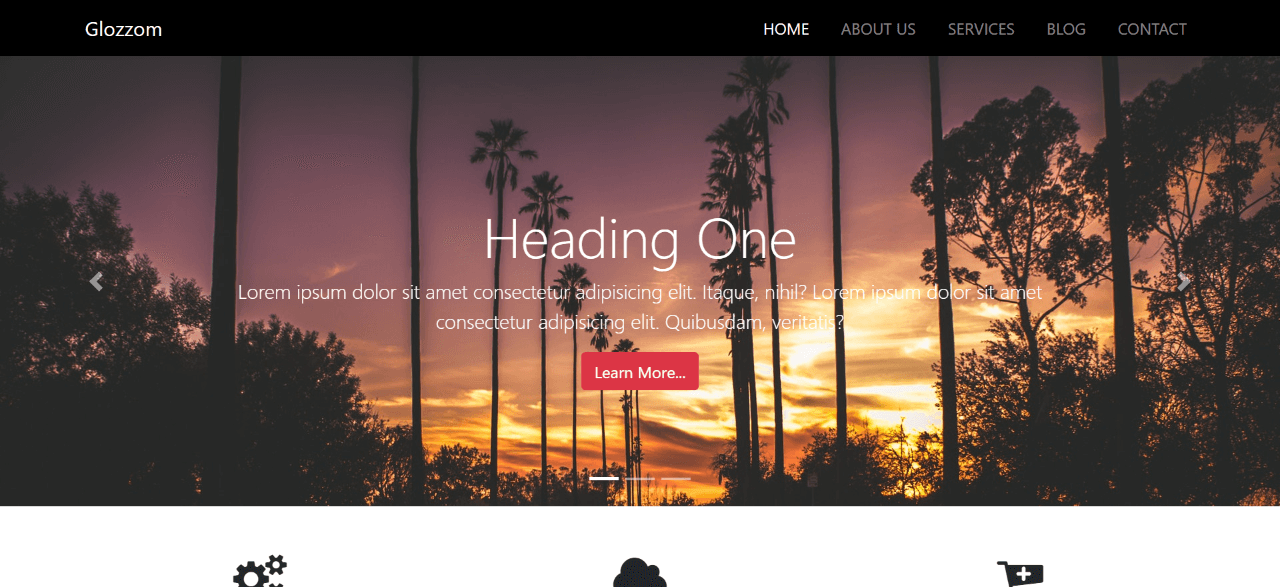 Glozzom
HOME
ABOUT US
SERVICES
BLOG
CONTACT
Heading One
Lorem ipsum dolor sit amet consectetur adipisicing elit. Itaque, nihil? Lorem ipsum dolor sit amet
consectetur adipisicing elit. Quibusdam, veritatis?
Learn More...